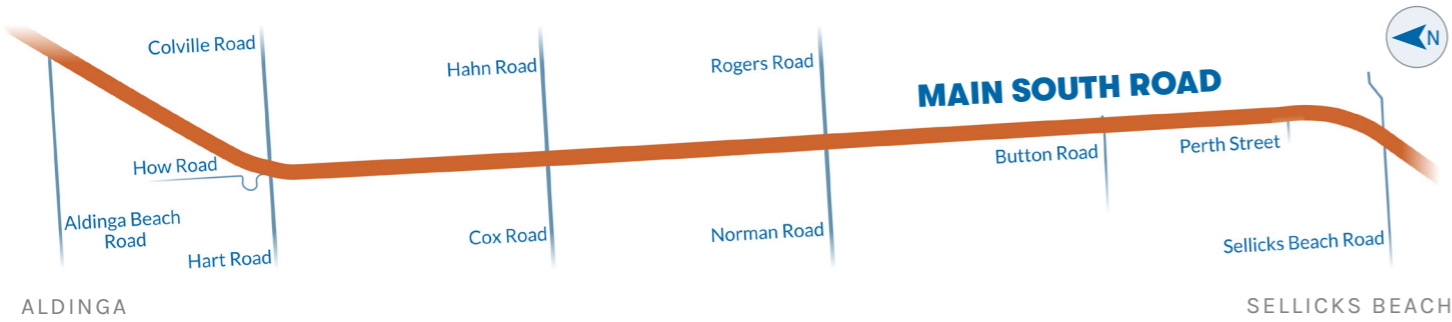 Colville Road
Hahn Road
Rogers Road
N
MAIN SOUTH ROAD
How Road
Button Road
Perth Street
Aldinga Beach
Road
Hart Road
Cox Road
Norman Road
Sellicks Beach Road
ALDINGA
SELLICKS BEACH